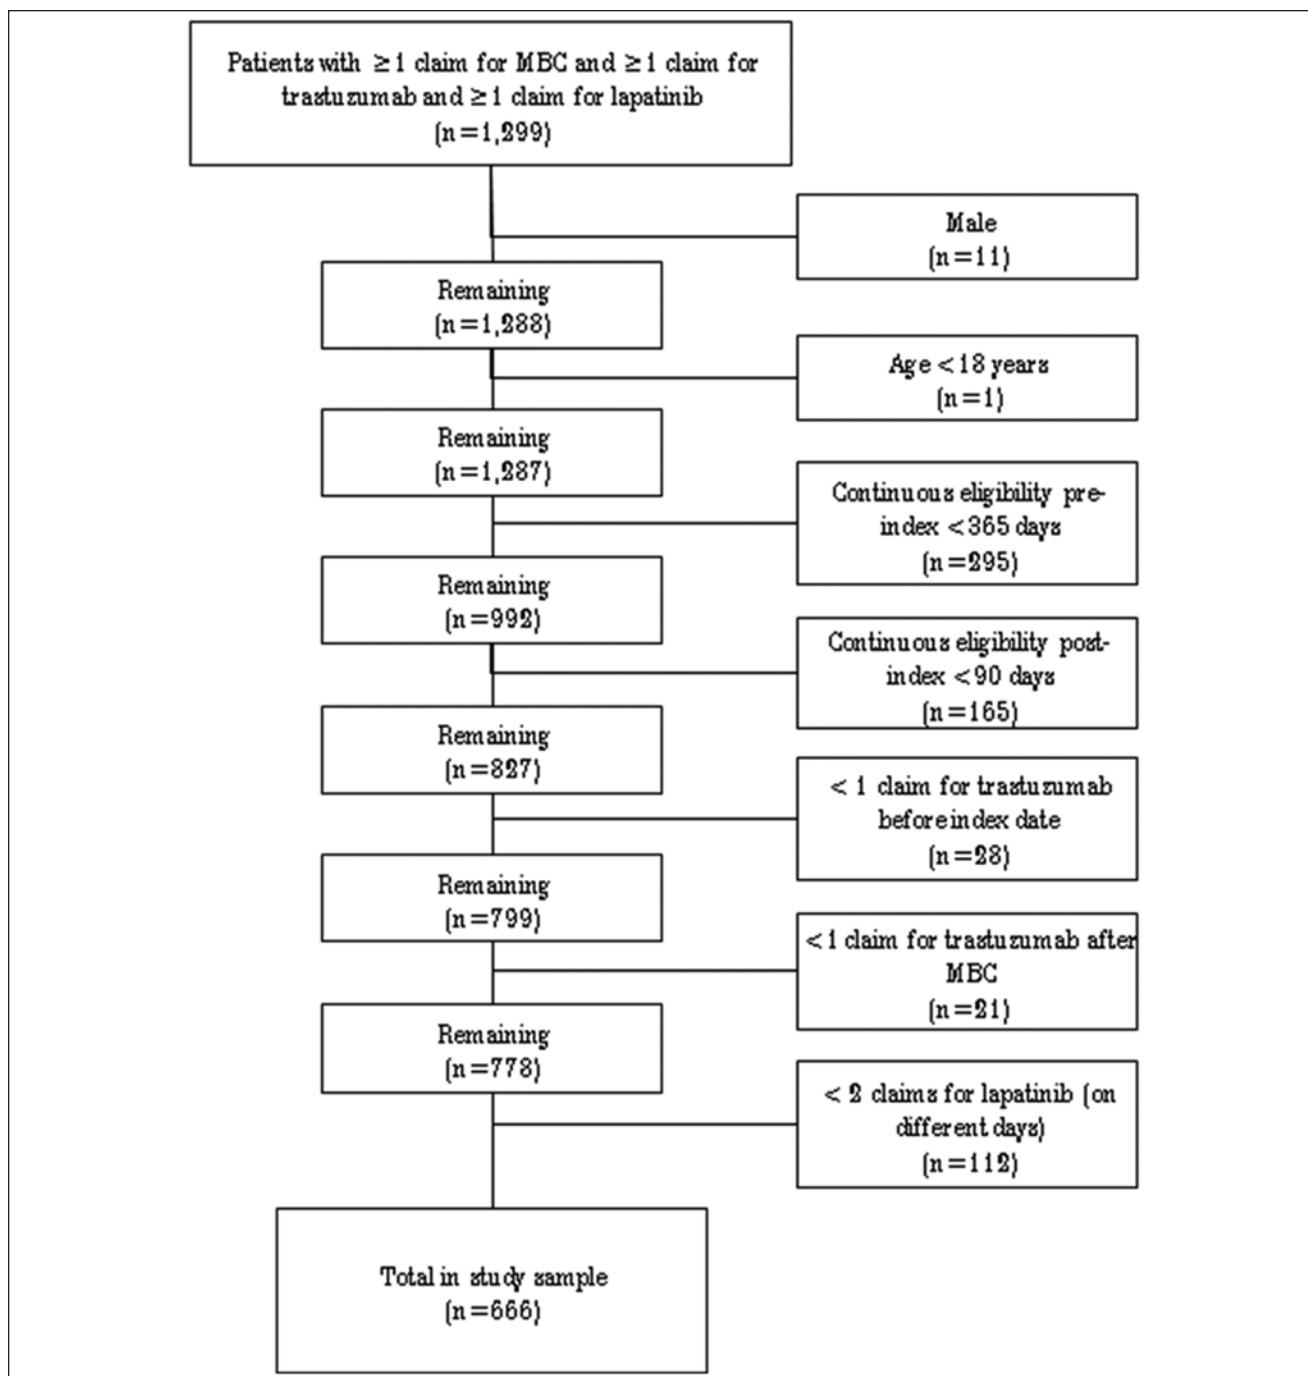 Patients with ≥1 claim for MBC and ≥1 claim for
trastuzumab and ≥1 claim for lapatinib
(n=1,299)
Male
(n=11)
Remaining
(n=1,288)
Age <18 years
(n=1)
Remaining
(n=1,287)
Continuous eligibility pre-
index <365 days
(n=295)
Remaining
(n=992)
Continuous eligibility post-
index <90 days
(n=165)
Remaining
(n=827)
< 1 claim for trastuzumab
before index date
(n=28)
Remaining
(n=799)
<1 claim for trastuzumab after
MBC
(n=21)
Remaining
(n=778)
< 2 claims for lapatinib (on
different days)
(n=112)
Total in study sample
(n=666)